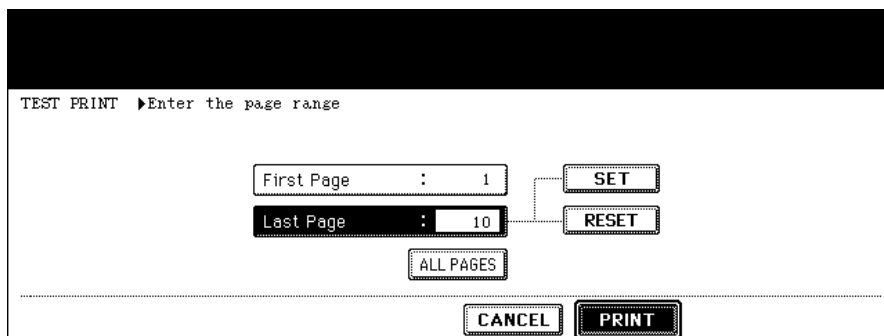 TEST PRINT ▶Enter the page range
First Page : 1
SET
Last Page : 10
RESET
ALL PAGES
CANCEL
PRINT